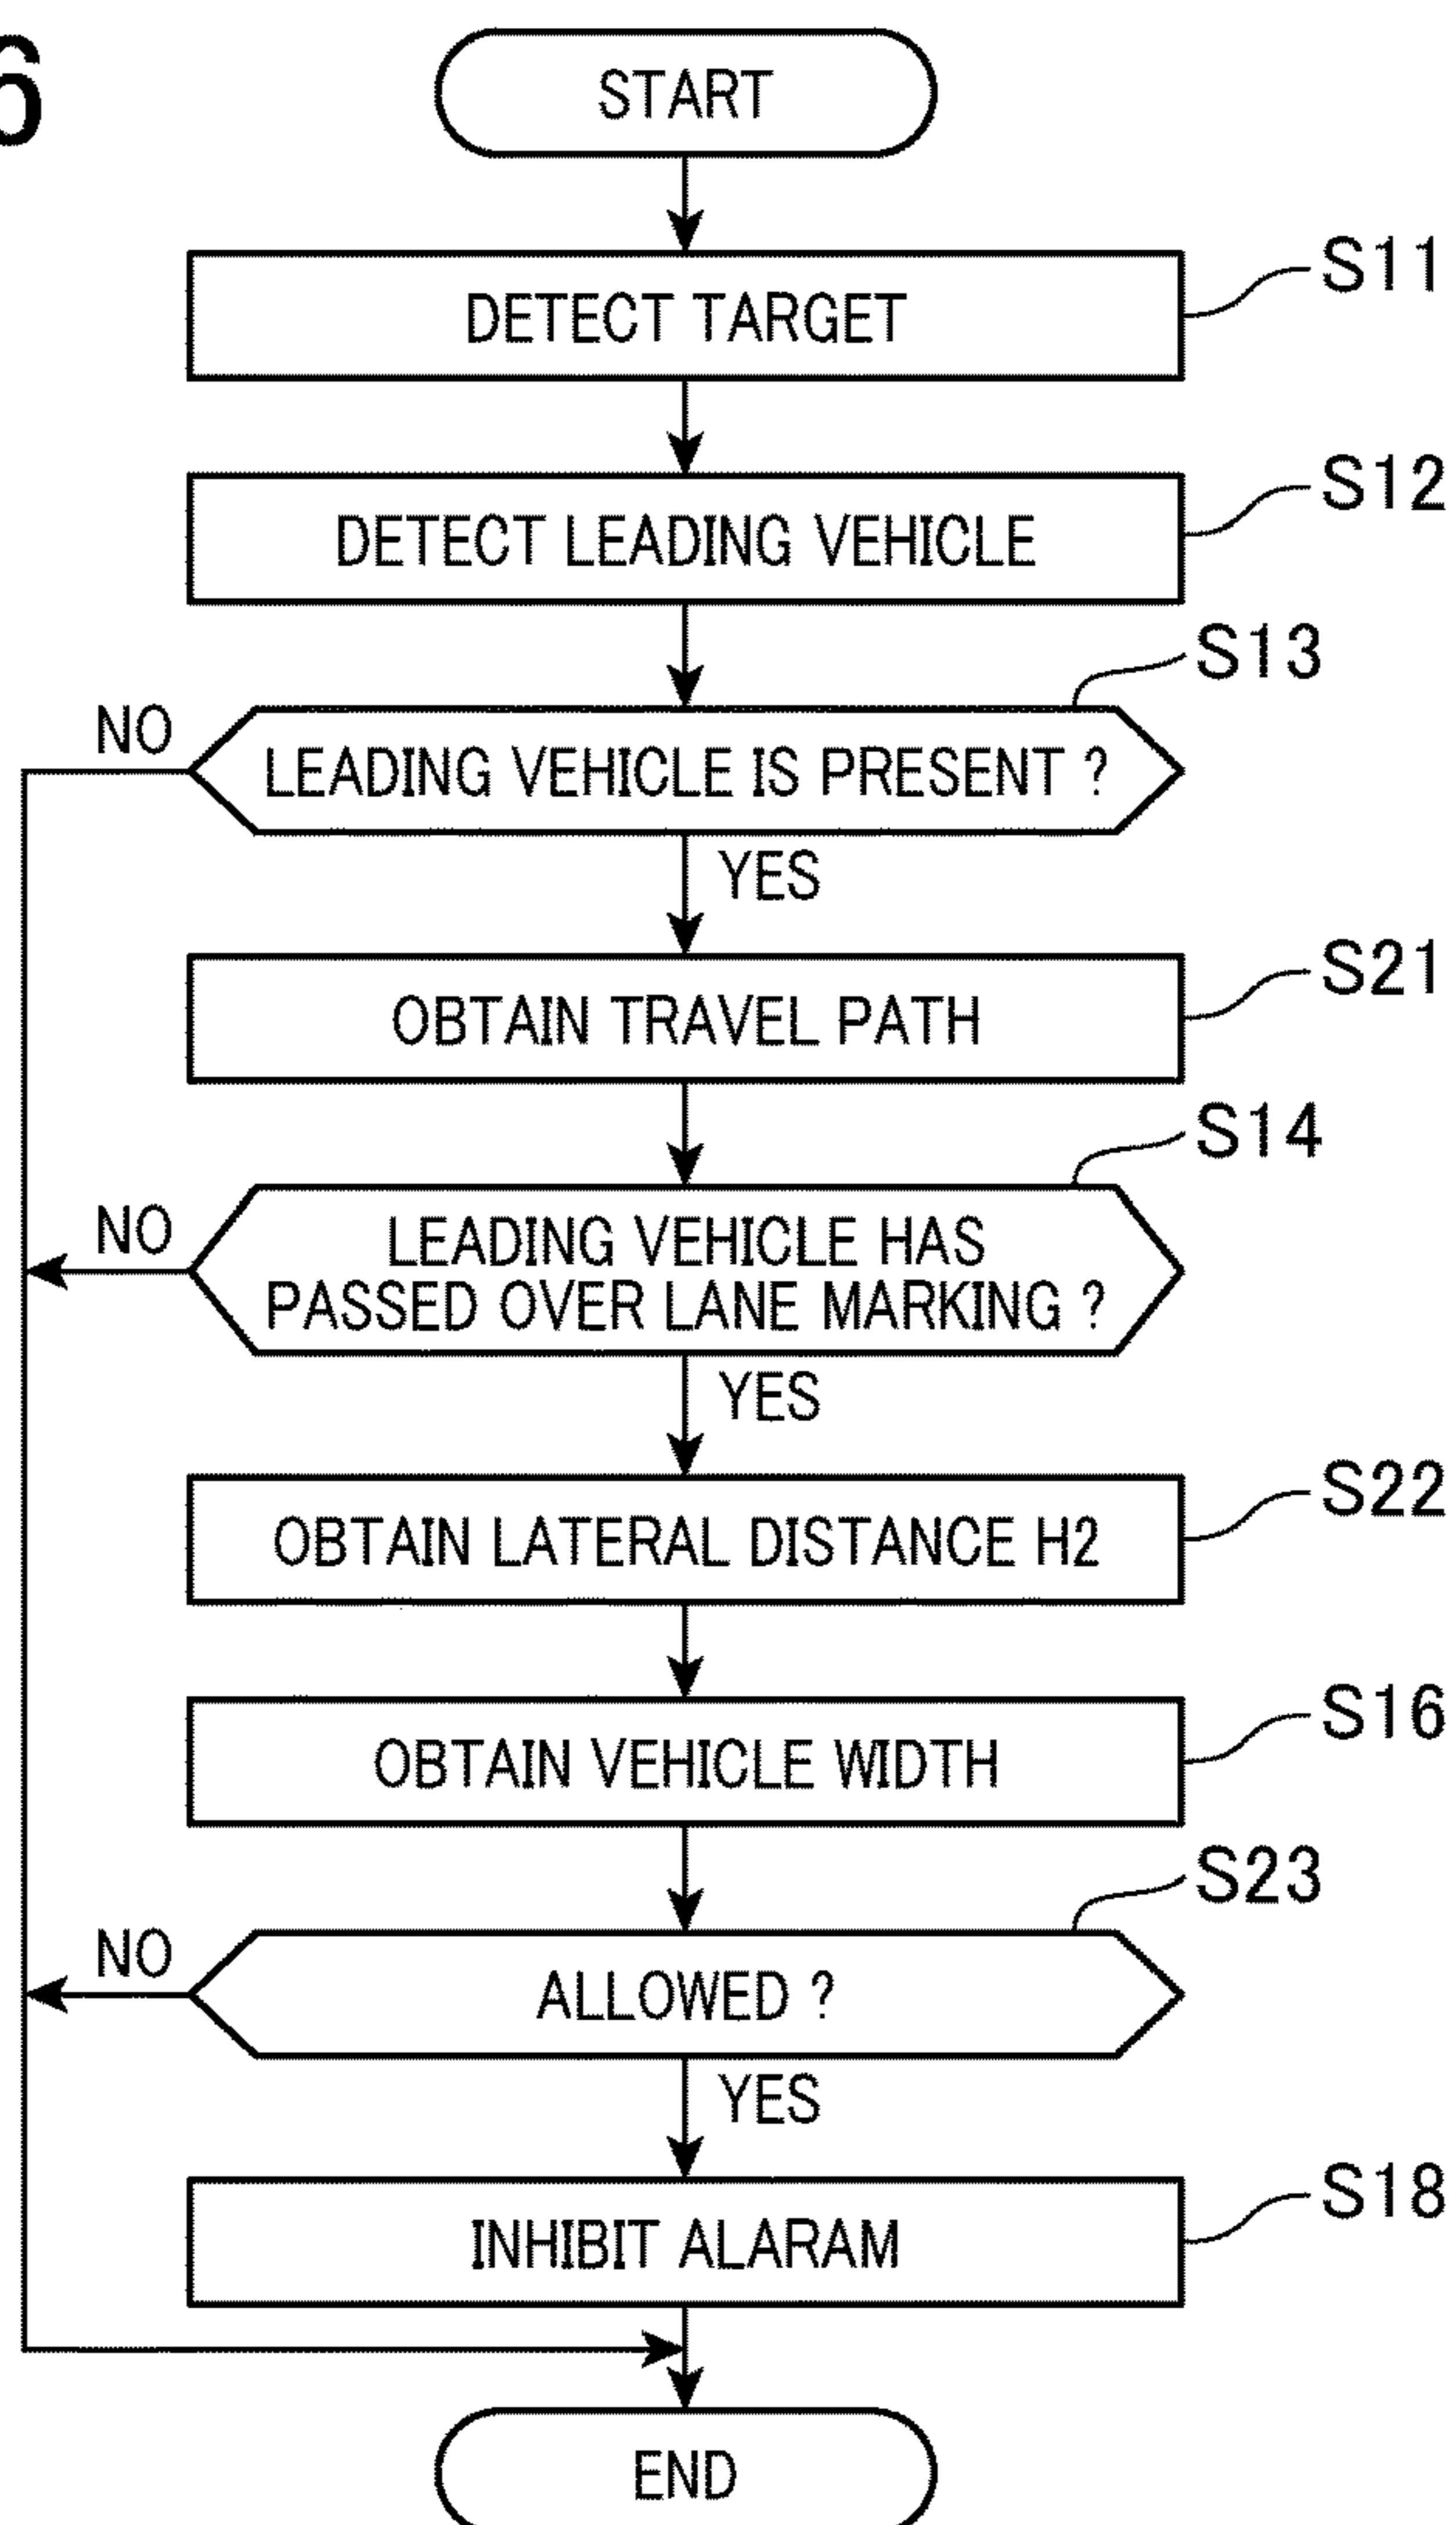 6
START
DETECT TARGET
S11
DETECT LEADING VEHICLE
S12
S13
NO
LEADING VEHICLE IS PRESENT ?
YES
OBTAIN TRAVEL PATH
S21
S14
NO
LEADING VEHICLE HAS
PASSED OVER LANE MARKING ?
YES
OBTAIN LATERAL DISTANCE H2
S22
OBTAIN VEHICLE WIDTH
S16
S23
NO
ALLOWED ?
YES
INHIBIT ALARAM
S18
END